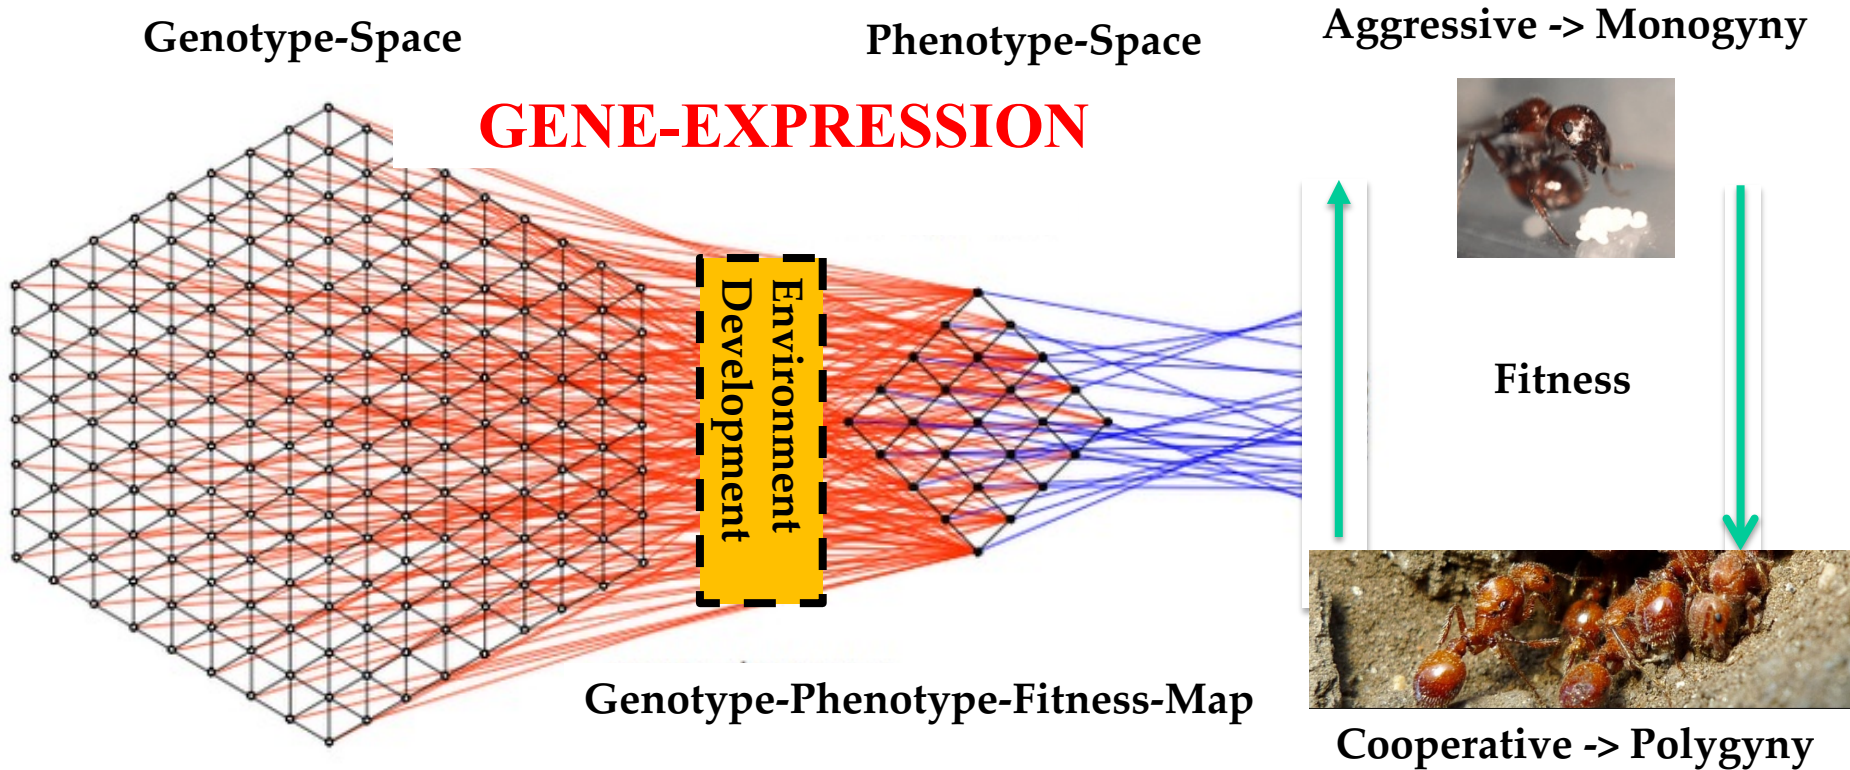 Genotype-Space
Phenotype-Space
Aggressive -> Monogyny
GENE-EXPRESSION
Environment
Development
Fitness
Genotype-Phenotype-Fitness-Map
Cooperative -> Polygyny